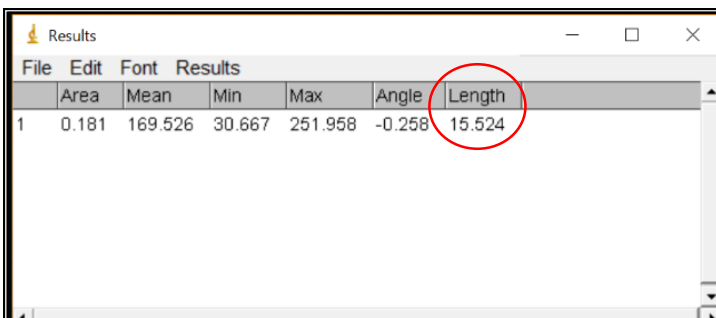 Results
File Edit Font Results
Area Mean Min Max Angle Length
1 0.181 169.526 30.667 251.958 -0.258 15.524